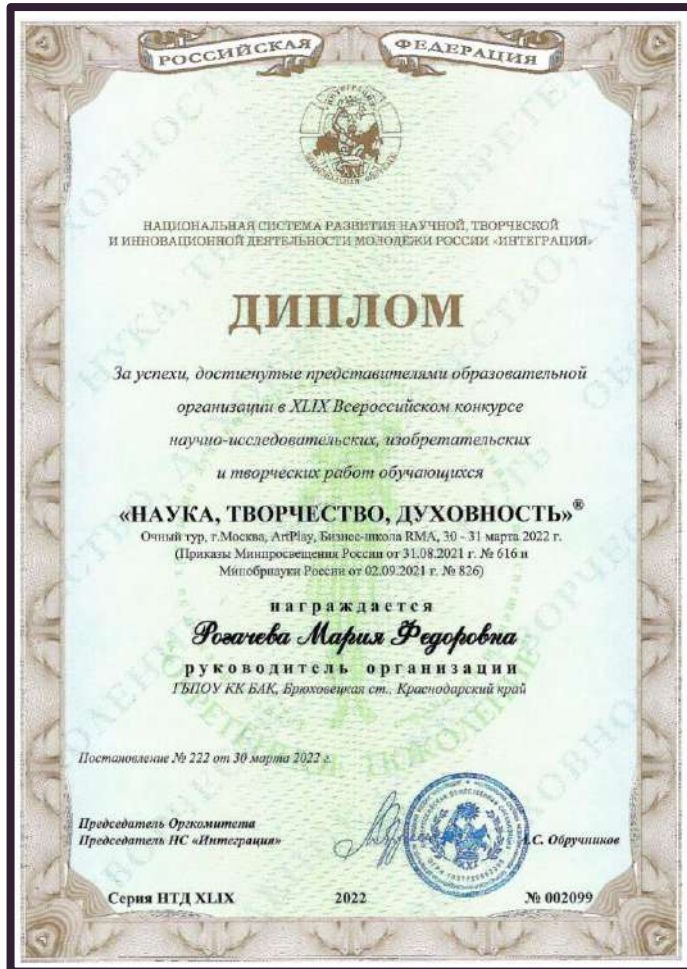 РОССИЙСКАЯ ФЕДЕРАЦИЯ
ИНТЕГРАЦИЯ
XXI
НАЦИОНАЛЬНАЯ СИСТЕМА РАЗВИТИЯ НАУЧНОЙ, ТВОРЧЕСКОЙ
И ИННОВАЦИОННОЙ ДЕЯТЕЛЬНОСТИ МОЛОДЁЖИ РОССИИ «ИНТЕГРАЦИЯ»
ДИПЛОМ
За успехи, достигнутые представителями образовательной
организации в XLIX Всероссийском конкурсе
научно-исследовательских, изобретательских
и творческих работ обучающихся
«НАУКА, ТВОРЧЕСТВО, ДУХОВНОСТЬ»®
Очный тур, г.Москва, ArtPlay, Бизнес-школа RMA, 30 - 31 марта 2022 г.
(Приказы Минпросвещения России от 31.08.2021 г. № 616 и
Минобрнауки России от 02.09.2021 г. № 826)
награждается
Рогачева Мария Федоровна
руководитель организации
ГБПОУ КК БАК, Брюховецкая ст., Краснодарский край
Постановление № 222 от 30 марта 2022 г.
Председатель Оргкомитета
Председатель НС «Интеграция»
.С. Обручников
Серия НТД XLIX 2022 № 002099